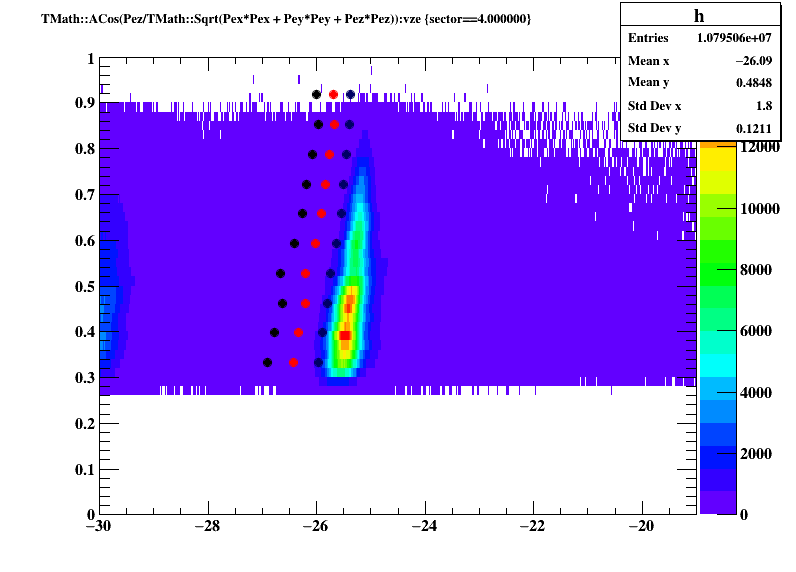 TMath::ACos(Pez/TMath::Sqrt(Pex*Pex + Pey*Pey + Pez*Pez)):vze {sector==4.000000}
h
Entries 1.079506e+07
Mean x −26.09
Mean y 0.4848
Std Dev x 1.8
Std Dev y 0.1211
1
0.9
0.8
0.7
0.6
0.5
0.4
0.3
0.2
0.1
0
−30 −28 −26 −24 −22 −20
12000
10000
8000
6000
4000
2000
0